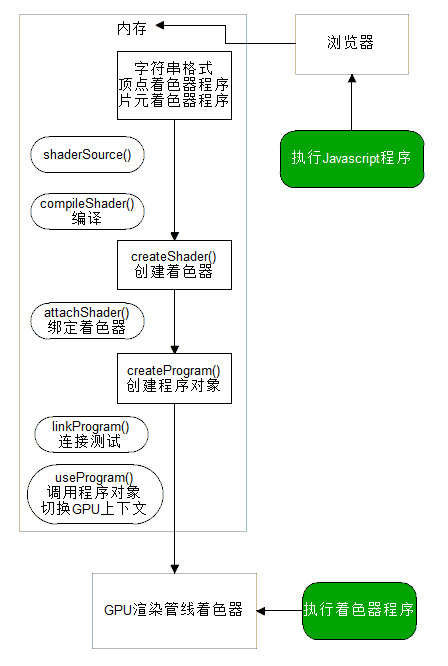 内存
浏览器
字符串格式
顶点着色器程序
片元着色器程序
执行Javascript程序
shaderSource()
compileShader()
编译
createShader()
创建着色器
attachShader()
绑定着色器
createProgram()
创建程序对象
linkProgram()
连接测试
useProgram()
调用程序对象
切换GPU上下文
GPU渲染管线着色器
执行着色器程序